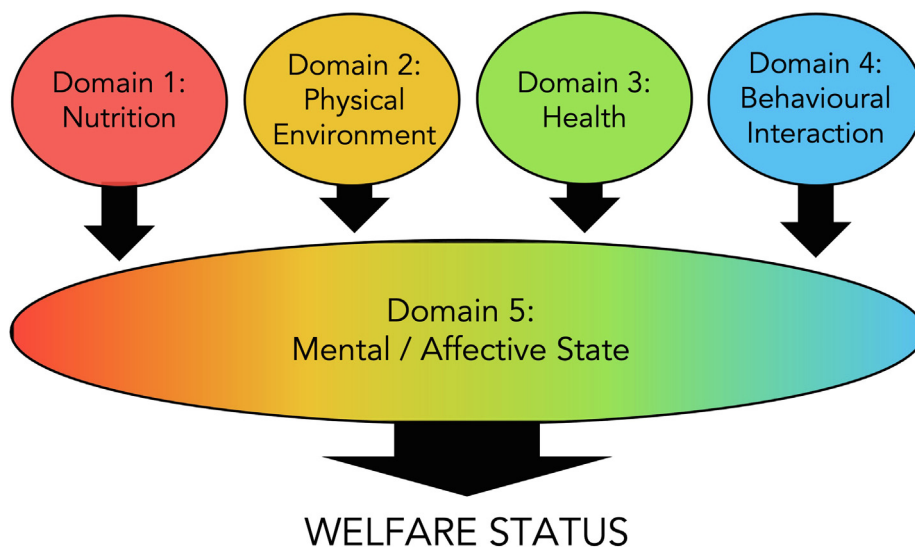 Domain 1:
Nutrition
Domain 2:
Physical
Environment
Domain 3:
Health
Domain 4:
Behavioural
Interaction
Domain 5:
Mental / Affective State
WELFARE STATUS